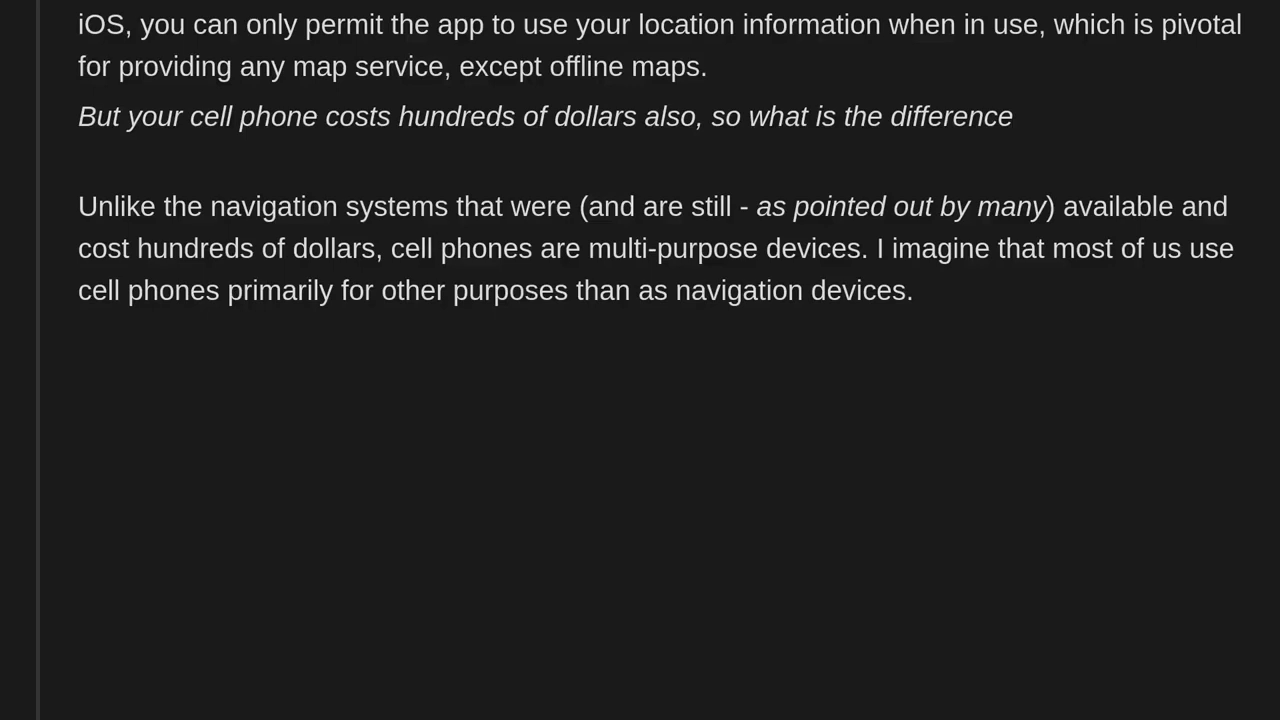 iOS, you can only permit the app to use your location information when in use, which is pivotal
for providing any map service, except offline maps.
But your cell phone costs hundreds of dollars also, so what is the difference
Unlike the navigation systems that were (and are still - as pointed out by many) available and
cost hundreds of dollars, cell phones are multi-purpose devices. I imagine that most of us use
cell phones primarily for other purposes than as navigation devices.